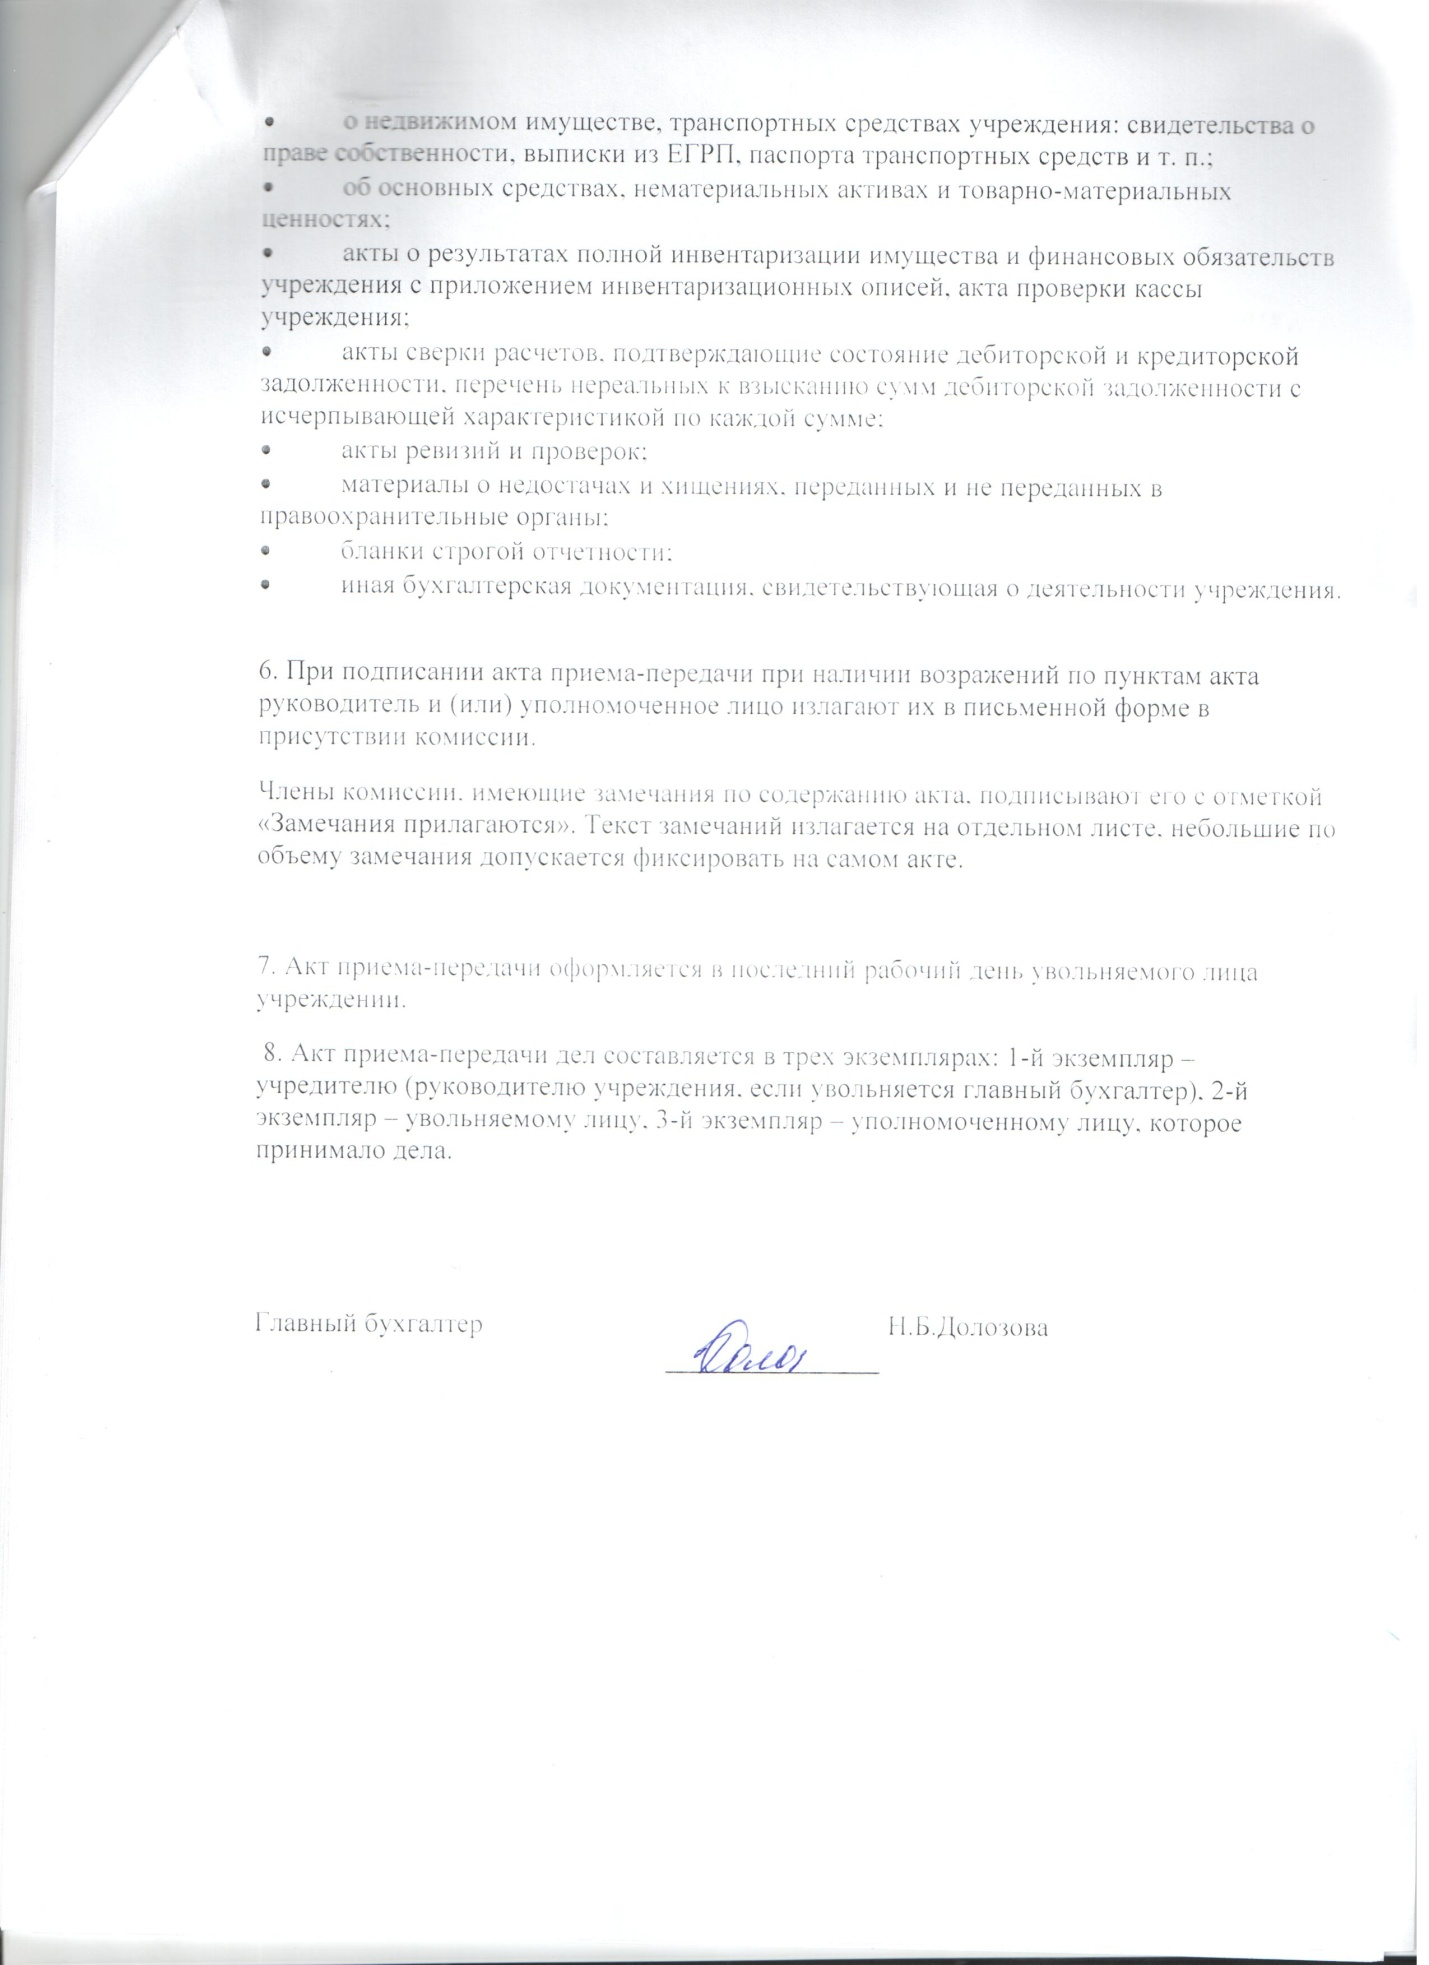 • о недвижимом имуществе, транспортных средствах учреждения: свидетельства о
праве собственности, выписки из ЕГРП, паспорта транспортных средств и т. п.;
• об основных средствах, нематериальных активах и товарно-материальных
ценностях;
• акты о результатах полной инвентаризации имущества и финансовых обязательств
учреждения с приложением инвентаризационных описей, акта проверки кассы
учреждения;
• акты сверки расчетов, подтверждающие состояние дебиторской и кредиторской
задолженности, перечень нереальных к взысканию сумм дебиторской задолженности с
исчерпывающей характеристикой по каждой сумме;
• акты ревизий и проверок;
• материалы о недостачах и хищениях, переданных и не переданных в
правоохранительные органы;
• бланки строгой отчетности;
• иная бухгалтерская документация, свидетельствующая о деятельности учреждения.
6. При подписании акта приема-передачи при наличии возражений по пунктам акта
руководитель и (или) уполномоченное лицо излагают их в письменной форме в
присутствии комиссии.
Члены комиссии, имеющие замечания по содержанию акта, подписывают его с отметкой
«Замечания прилагаются». Текст замечаний излагается на отдельном листе, небольшие по
объему замечания допускается фиксировать на самом акте.
7. Акт приема-передачи оформляется в последний рабочий день увольняемого лица
учреждении.
8. Акт приема-передачи дел составляется в трех экземплярах: 1-й экземпляр –
учредителю (руководителю учреждения, если увольняется главный бухгалтер), 2-й
экземпляр – увольняемому лицу, 3-й экземпляр – уполномоченному лицу, которое
принимало дела.
Главный бухгалтер Н.Б.Долозова